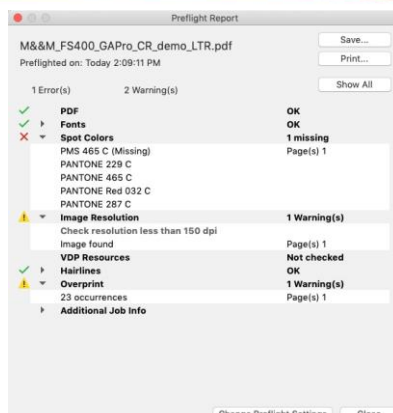 Preflight Report
M&&M_FS400_GAPro_CR_demo_LTR.pdf
Save...
Preflighted on: Today 2:09:11 PM
Print...
1 Error(s) 2 Warning(s)
Show All
PDF OK
Fonts OK
Spot Colors 1 missing
PMS 465 C (Missing) Page(s) 1
PANTONE 229 C
PANTONE 465 C
PANTONE Red 032 C
PANTONE 287 C
Image Resolution 1 Warning(s)
Check resolution less than 150 dpi
Image found Page(s) 1
VDP Resources Not checked
Hairlines OK
Overprint 1 Warning(s)
23 occurrences Page(s) 1
Additional Job Info
Change Preflight Settings Close